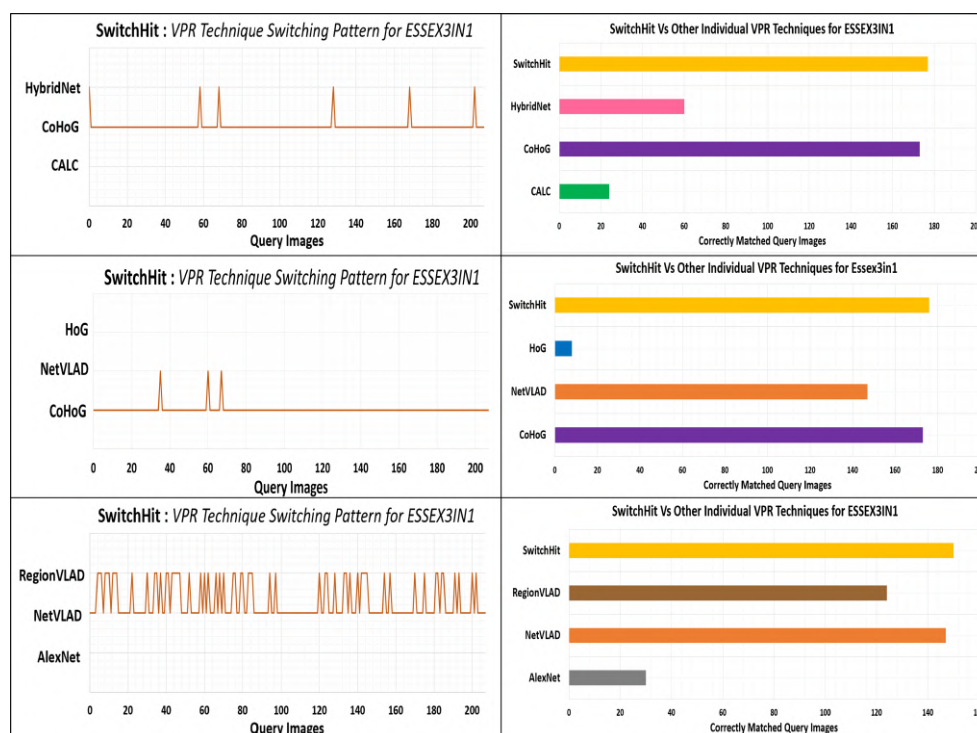 SwitchHit : VPR Technique Switching Pattern for ESSEX3IN1
HybridNet
CoHoG
CALC
0 20 40 60 80 100 120 140 160 180 200
Query Images
SwitchHit Vs Other Individual VPR Techniques for ESSEX3IN1
SwitchHit
HybridNet
CoHoG
CALC
0 20 40 60 80 100 120 140 160 180
Correctly Matched Query Images
SwitchHit : VPR Technique Switching Pattern for ESSEX3IN1
HoG
NetVLAD
CoHoG
0 20 40 60 80 100 120 140 160 180 200
Query Images
SwitchHit Vs Other Individual VPR Techniques for Essex3in1
SwitchHit
HoG
NetVLAD
CoHoG
0 20 40 60 80 100 120 140 160 180
Correctly Matched Query Images
SwitchHit : VPR Technique Switching Pattern for ESSEX3IN1
RegionVLAD
NetVLAD
AlexNet
0 20 40 60 80 100 120 140 160 180 200
Query Images
SwitchHit Vs Other Individual VPR Techniques for ESSEX3IN1
SwitchHit
RegionVLAD
NetVLAD
AlexNet
0 20 40 60 80 100 120 140
Correctly Matched Query Images